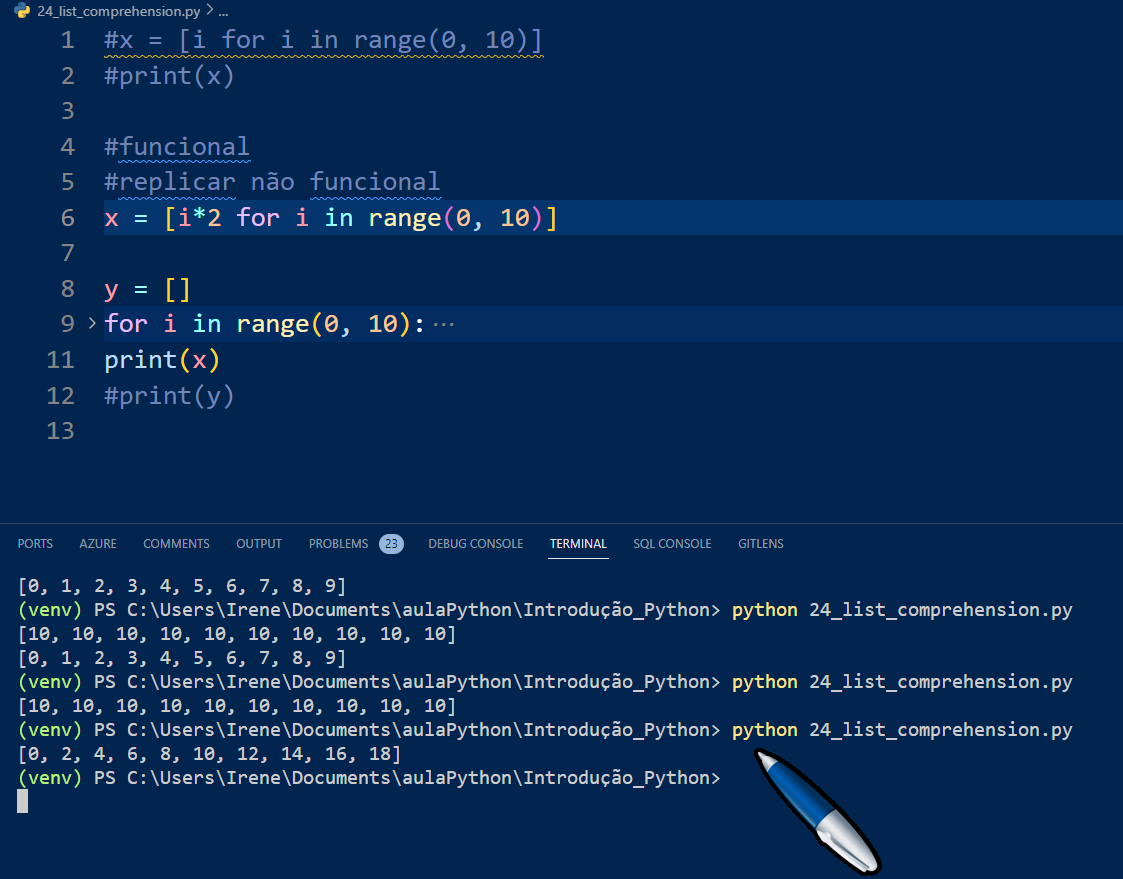 24_list_comprehension.py > ...
1 #x = [i for i in range(0, 10)]
2 #print(x)
3
4 #funcional
5 #replicar não funcional
6 x = [i*2 for i in range(0, 10)]
7
8 y = []
9 > for i in range(0, 10): ...
11 print(x)
12 #print(y)
13
PORTS AZURE COMMENTS OUTPUT PROBLEMS 23 DEBUG CONSOLE TERMINAL SQL CONSOLE GITLENS
[0, 1, 2, 3, 4, 5, 6, 7, 8, 9]
(venv) PS C:\Users\Irene\Documents\aulaPython\Introdução_Python> python 24_list_comprehension.py
[10, 10, 10, 10, 10, 10, 10, 10, 10, 10]
[0, 1, 2, 3, 4, 5, 6, 7, 8, 9]
(venv) PS C:\Users\Irene\Documents\aulaPython\Introdução_Python> python 24_list_comprehension.py
[10, 10, 10, 10, 10, 10, 10, 10, 10, 10]
(venv) PS C:\Users\Irene\Documents\aulaPython\Introdução_Python> python 24_list_comprehension.py
[0, 2, 4, 6, 8, 10, 12, 14, 16, 18]
(venv) PS C:\Users\Irene\Documents\aulaPython\Introdução_Python>